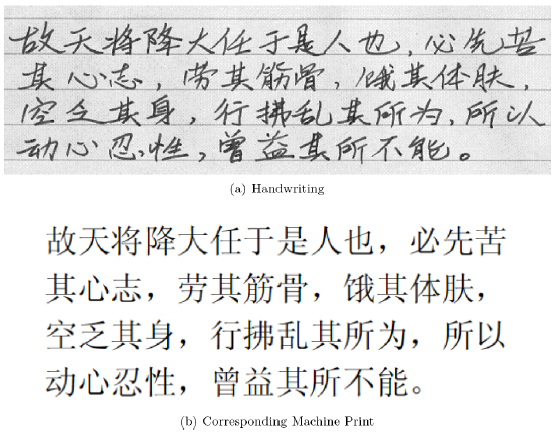 故天将降大任于是人也，必先苦
其心志，劳其筋骨，饿其体肤，
空乏其身，行拂乱其所为，所以
动心忍性，曾益其所不能。
(a) Handwriting
故天将降大任于是人也，必先苦
其心志，劳其筋骨，饿其体肤，
空乏其身，行拂乱其所为，所以
动心忍性，曾益其所不能。
(b) Corresponding Machine Print